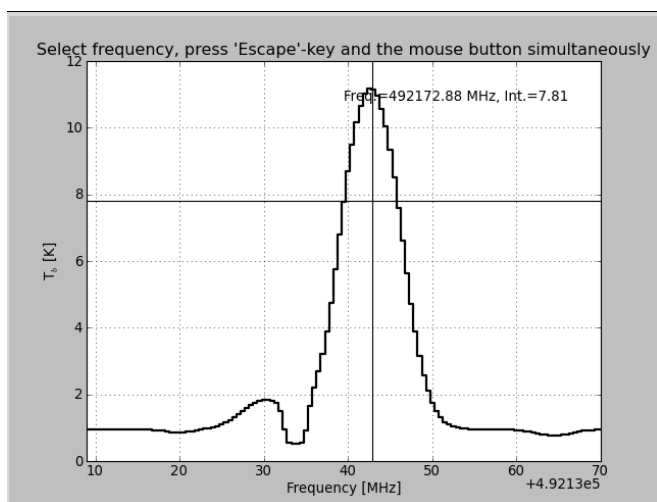 Select frequency, press 'Escape'-key and the mouse button simultaneously
12
Freq.=492172.88 MHz, Int.=7.81
10
8
T_b [K]
6
4
2
0
10 20 30 40 50 60 70
Frequency [MHz] +4.9213e5